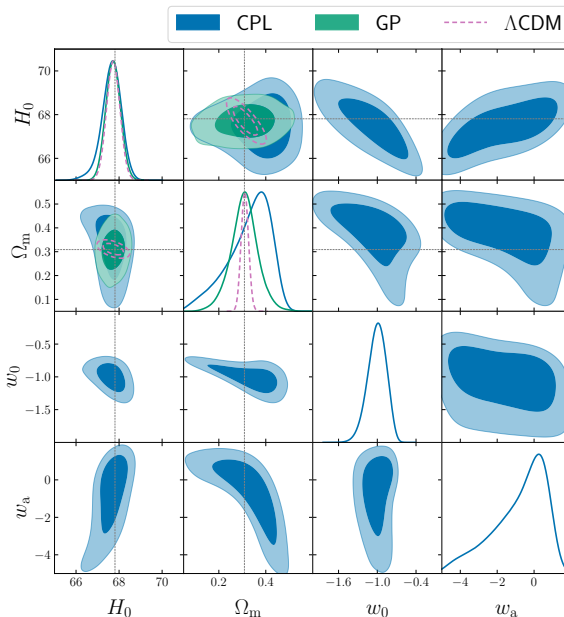 CPL GP ΛCDM
70
68
66
H₀
0.5
0.4
0.3
0.2
0.1
Ωₘ
−0.5
−1.0
−1.5
w₀
0
−2
−4
wₐ
66 68 70 0.2 0.4 −1.6 −1.0 −0.4 −4 −2 0
H₀ Ωₘ w₀ wₐ